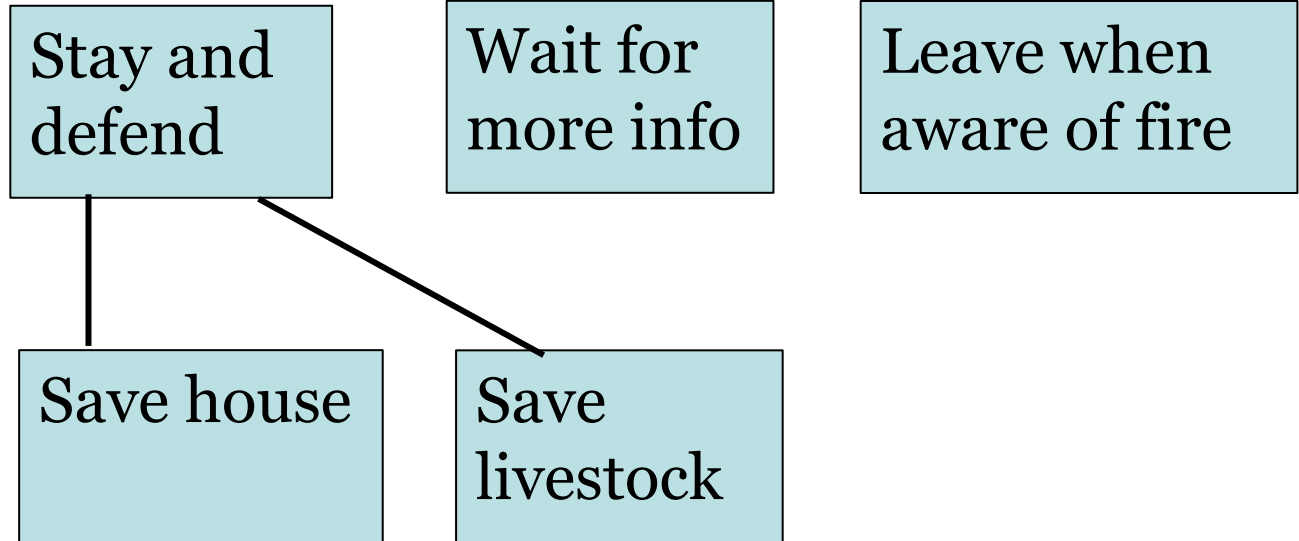 Stay and
defend
Wait for
more info
Leave when
aware of fire
Save house
Save
livestock